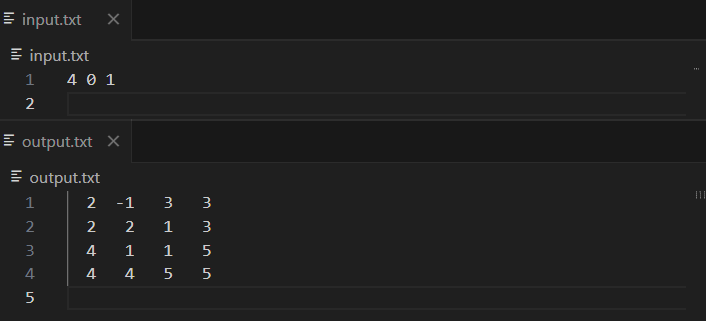 input.txt
input.txt
1 4 0 1
2
output.txt
output.txt
1 2 -1 3 3
2 2 2 1 3
3 4 1 1 5
4 4 4 5 5
5